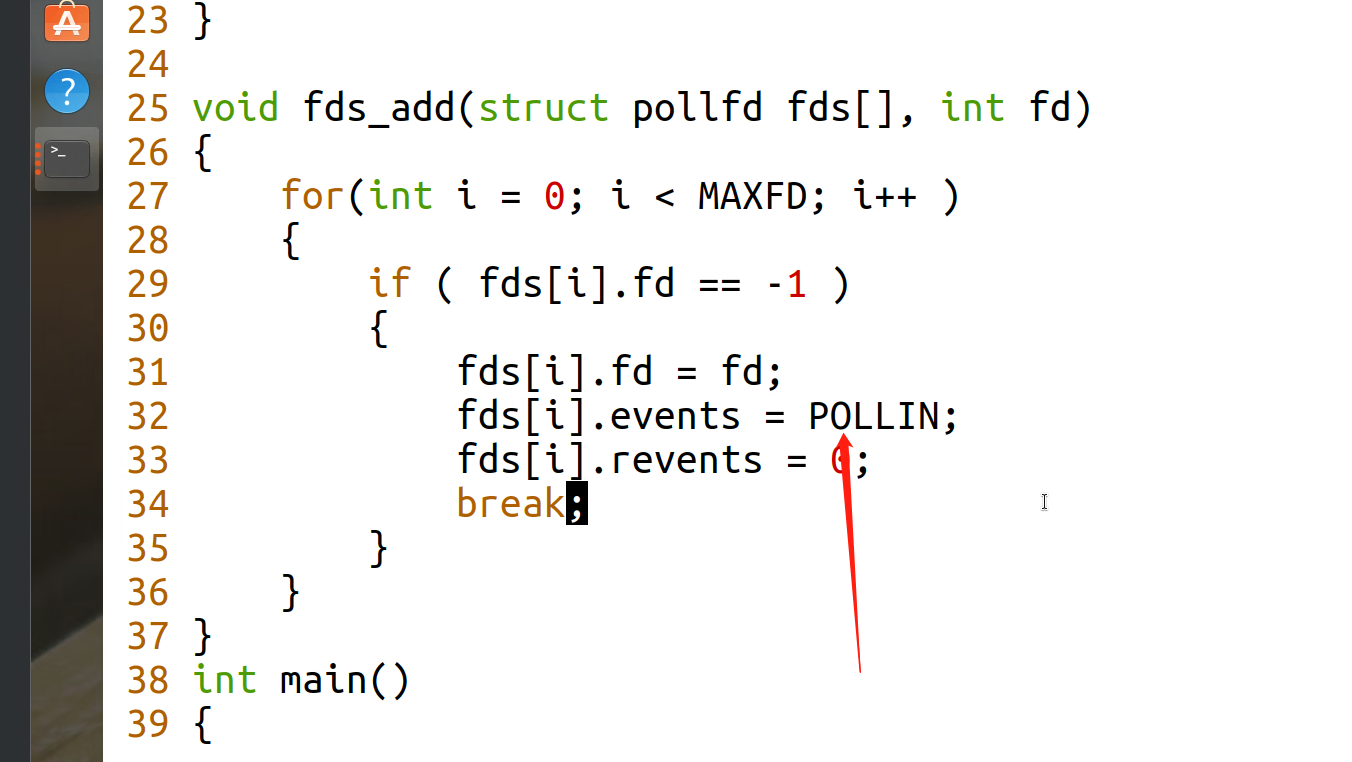 23 }
24
25 void fds_add(struct pollfd fds[], int fd)
26 {
27     for(int i = 0; i < MAXFD; i++ )
28     {
29         if ( fds[i].fd == -1 )
30         {
31             fds[i].fd = fd;
32             fds[i].events = POLLIN;
33             fds[i].revents = 0;
34             break;
35         }
36     }
37 }
38 int main()
39 {